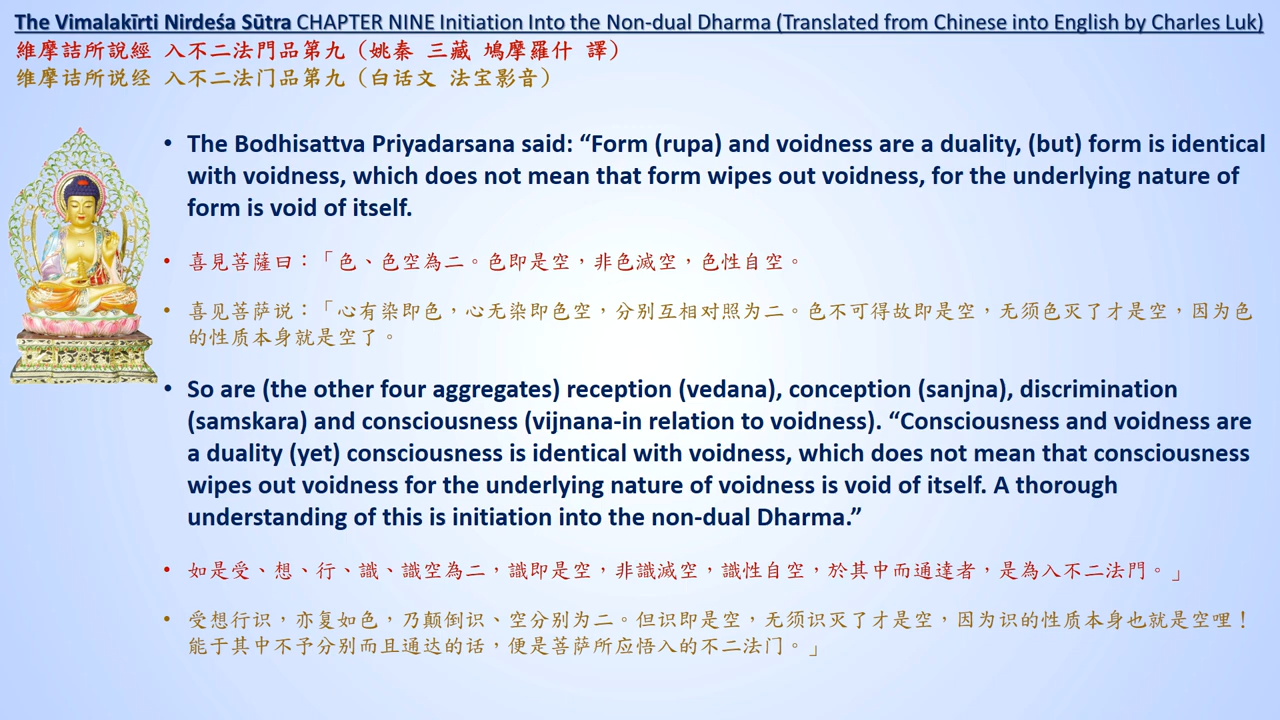 The Vimalakīrti Nirdeśa Sūtra CHAPTER NINE Initiation Into the Non-dual Dharma (Translated from Chinese into English by Charles Luk)
維摩詰所說經 入不二法門品第九（姚秦 三藏 鳩摩羅什 譯）
维摩诘所说经 入不二法门品第九（白话文 法宝影音）
• The Bodhisattva Priyadarsana said: “Form (rupa) and voidness are a duality, (but) form is identical
with voidness, which does not mean that form wipes out voidness, for the underlying nature of
form is void of itself.
• 喜見菩薩曰：「色、色空為二。色即是空，非色滅空，色性自空。
• 喜见菩萨说：「心有染即色，心无染即色空，分别互相对照为二。色不可得故即是空，无须色灭了才是空，因为色
的性质本身就是空了。
• So are (the other four aggregates) reception (vedana), conception (sanjna), discrimination
(samskara) and consciousness (vijnana-in relation to voidness). “Consciousness and voidness are
a duality (yet) consciousness is identical with voidness, which does not mean that consciousness
wipes out voidness for the underlying nature of voidness is void of itself. A thorough
understanding of this is initiation into the non-dual Dharma.”
• 如是受、想、行、識、識空為二，識即是空，非識滅空，識性自空，於其中而通達者，是為入不二法門。」
• 受想行识，亦复如色，乃颠倒识、空分别为二。但识即是空，无须识灭了才是空，因为识的性质本身也就是空哩！
能于其中不予分别而且通达的话，便是菩萨所应悟入的不二法门。」